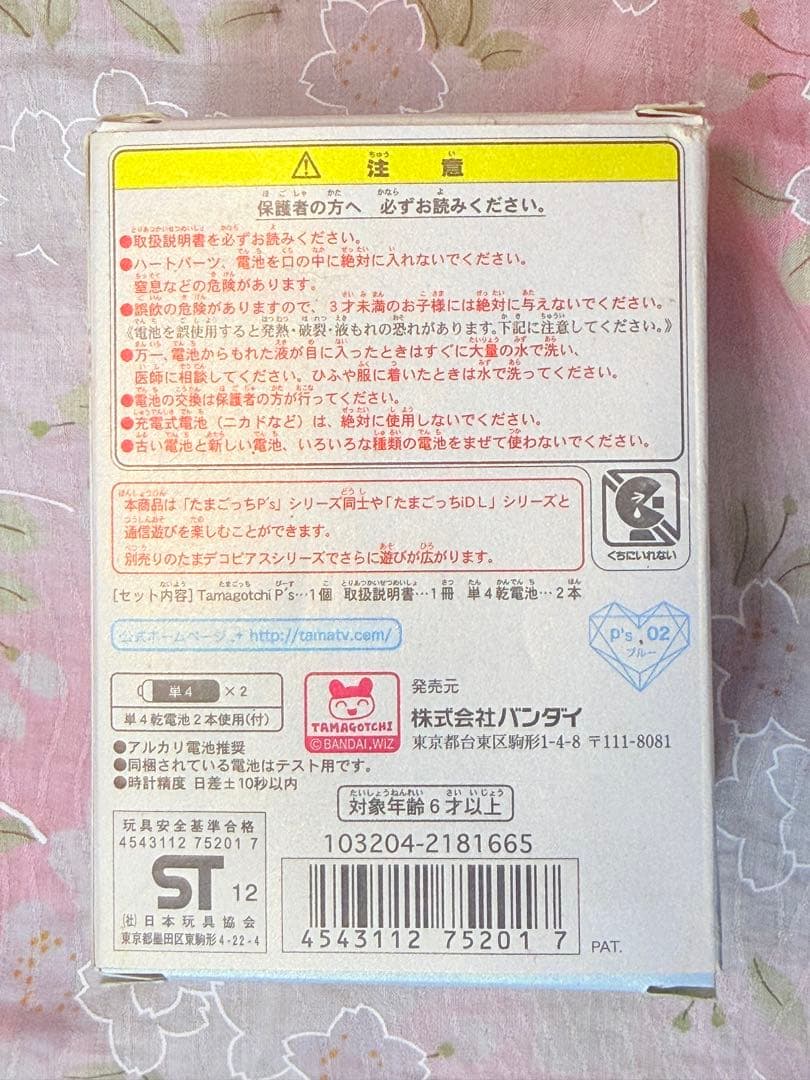 注意
保護者の方へ 必ずお読みください。
●取扱説明書を必ずお読みください。
●ハートパーツ、電池を口の中に絶対に入れないでください。
窒息などの危険があります。
●誤飲の危険がありますので、3才未満のお子様には絶対に与えないでください。
《電池を誤使用すると発熱・破裂・液もれの恐れがあります。下記に注意してください。》
●万一、電池からもれた液が目に入ったときはすぐに大量の水で洗い、
医師に相談してください。ひふや服に着いたときは水で洗ってください。
●電池の交換は保護者の方が行ってください。
●充電式電池（ニカドなど）は、絶対に使用しないでください。
●古い電池と新しい電池、いろいろな種類の電池をまぜて使わないでください。
本商品は「たまごっちP's」シリーズ同士や「たまごっちiDL」シリーズと
通信遊びを楽しむことができます。
別売りのたまデコピアスシリーズでさらに遊びが広がります。
くちにいれない
[セット内容] Tamagotchi P's…1個 取扱説明書…1冊 単4乾電池…2本
公式ホームページ→ http://tamatv.com/
P's .02
ブルー
単4 ×2
単4乾電池2本使用(付)
●アルカリ電池推奨
●同梱されている電池はテスト用です。
●時計精度 日差±10秒以内
TAMAGOTCHI
©BANDAI,WiZ
発売元
株式会社バンダイ
東京都台東区駒形1-4-8 〒111-8081
対象年齢6才以上
玩具安全基準合格
4543112 75201 7
ST 12
(社)日本玩具協会
東京都墨田区東駒形4-22-4
103204-2181665
4543112 75201 7
PAT.